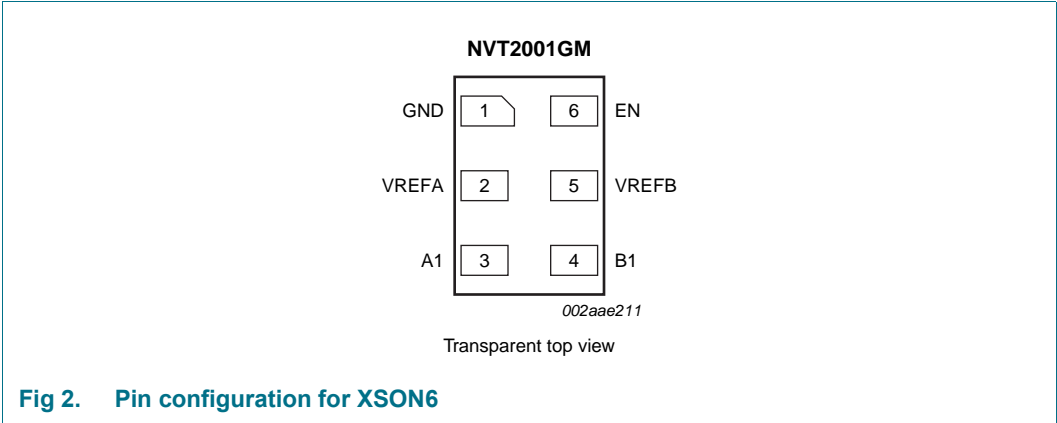 NVT2001GM
GND 1 6 EN
VREFA 2 5 VREFB
A1 3 4 B1
002aae211
Transparent top view
Fig 2. Pin configuration for XSON6